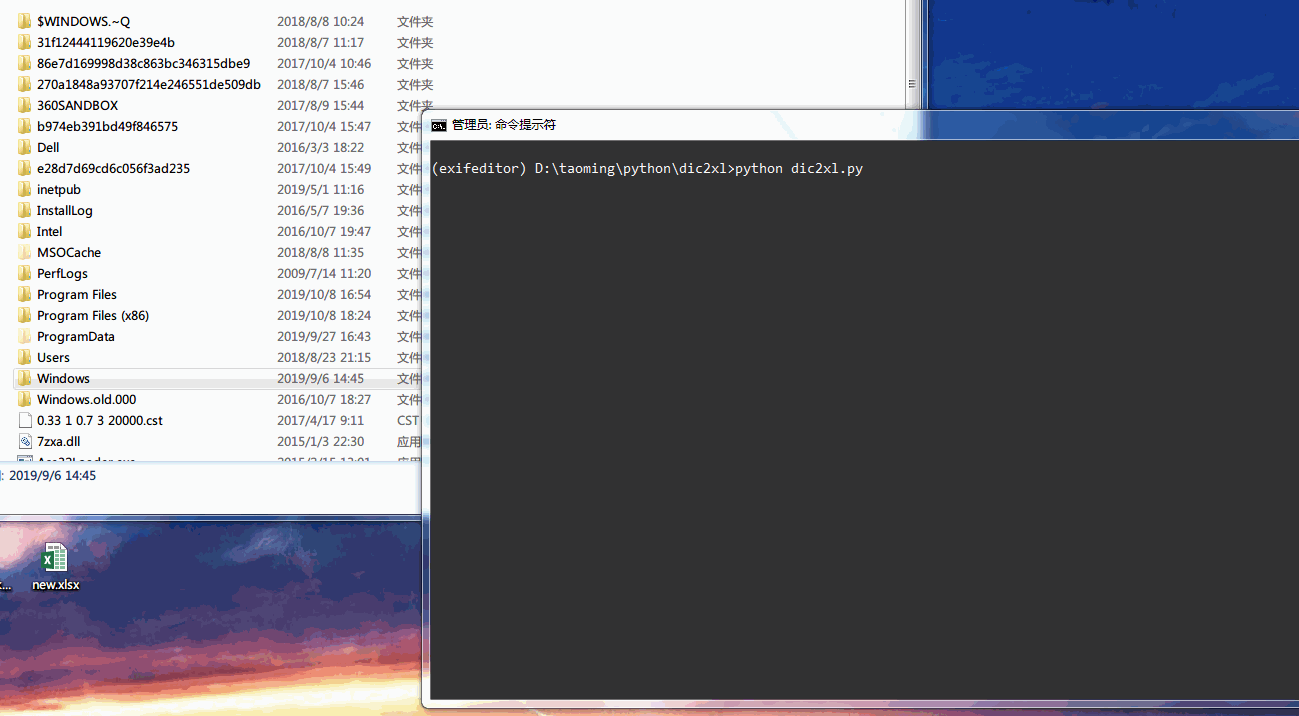 $WINDOWS.~Q 2018/8/8 10:24 文件夹
31f12444119620e39e4b 2018/8/7 11:17 文件夹
86e7d169998d38c863bc346315dbe9 2017/10/4 10:46 文件夹
270a1848a93707f214e246551de509db 2018/8/7 15:46 文件夹
360SANDBOX 2017/8/9 15:44 文件夹
b974eb391bd49f846575 2017/10/4 15:47 文件
Dell 2016/3/3 18:22 文件
e28d7d69cd6c056f3ad235 2017/10/4 15:49 文件
inetpub 2019/5/1 11:16 文件
InstallLog 2016/5/7 19:36 文件
Intel 2016/10/7 19:47 文件
MSOCache 2018/8/8 11:35 文件
PerfLogs 2009/7/14 11:20 文件
Program Files 2019/10/8 16:54 文件
Program Files (x86) 2019/10/8 18:24 文件
ProgramData 2019/9/27 16:43 文件
Users 2018/8/23 21:15 文件
Windows 2019/9/6 14:45 文件
Windows.old.000 2016/10/7 18:27 文件
0.33 1 0.7 3 20000.cst 2017/4/17 9:11 CST
7zxa.dll 2015/1/3 22:30 应用
: 2019/9/6 14:45
new.xlsx
管理员: 命令提示符
(exifeditor) D:\taoming\python\dic2xl>python dic2xl.py